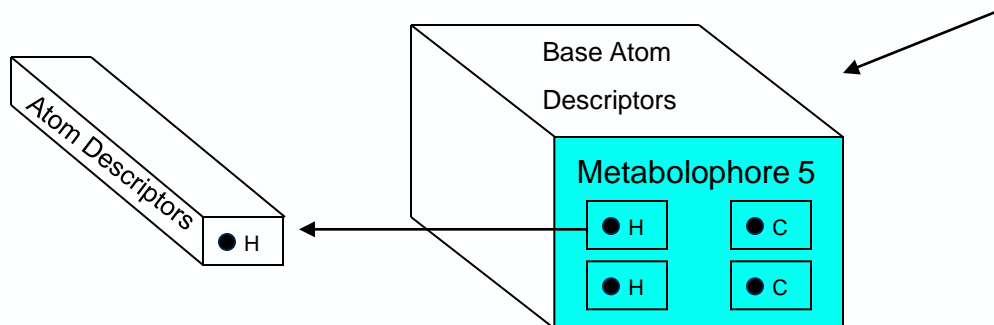 Base Atom
Descriptors
Atom Descriptors
Metabolophore 5
H
H
C
H
C